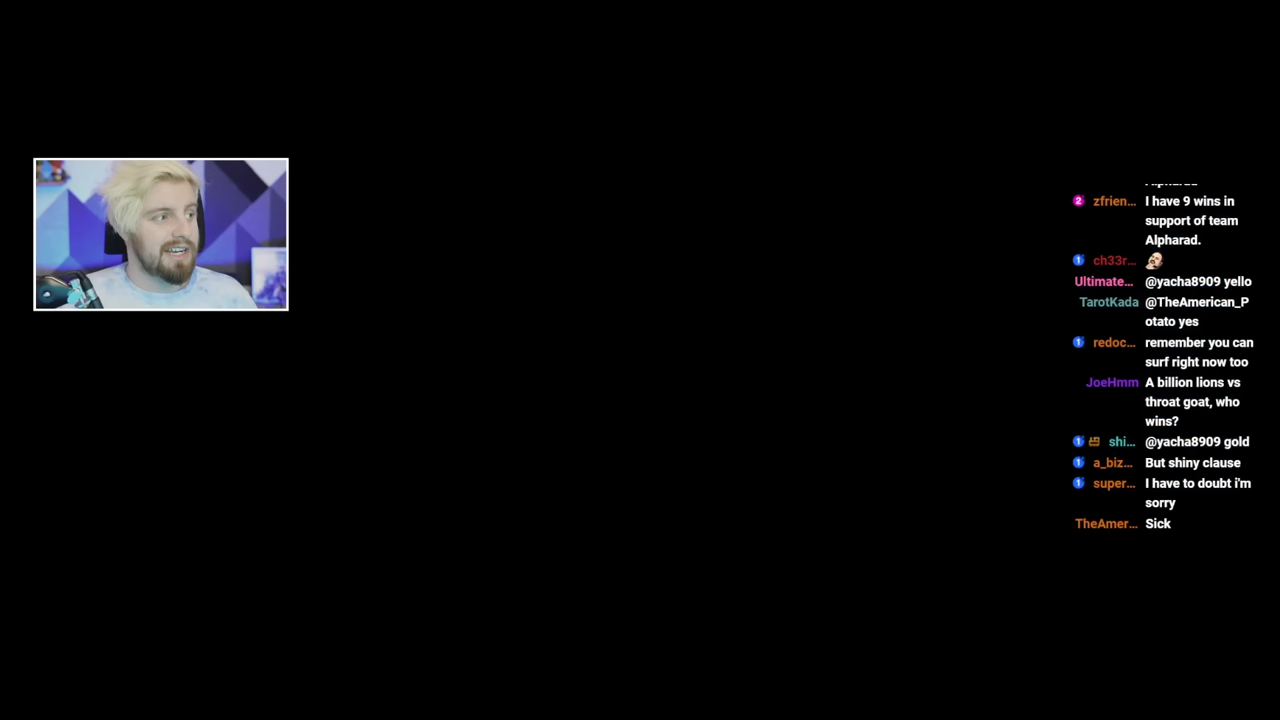 zfrien... I have 9 wins in
support of team
Alpharad.
ch33r...
Ultimate... @yacha8909 yello
TarotKada @TheAmerican_P
otato yes
redoc... remember you can
surf right now too
JoeHmm A billion lions vs
throat goat, who
wins?
shi... @yacha8909 gold
a_biz... But shiny clause
super... I have to doubt i'm
sorry
TheAmer... Sick